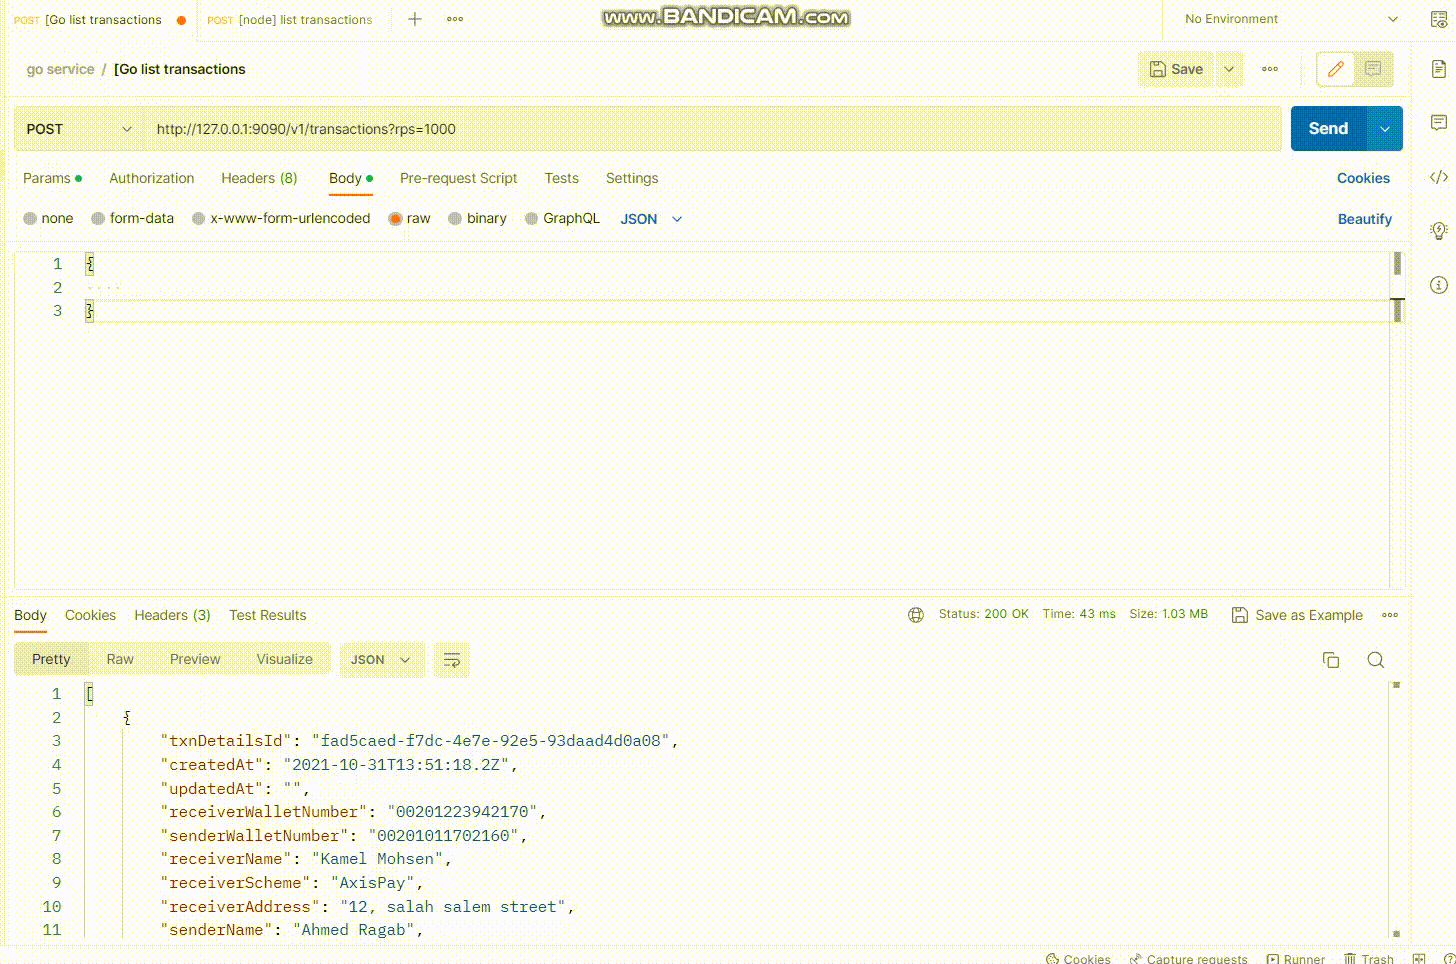 POST [Go list transactions
POST [node] list transactions
www.BANDICAM.com
No Environment
go service / [Go list transactions
Save
POST
http://127.0.0.1:9090/v1/transactions?rps=1000
Send
Params Authorization Headers (8) Body Pre-request Script Tests Settings Cookies
none form-data x-www-form-urlencoded raw binary GraphQL JSON Beautify
1 {
2
3 }
Body Cookies Headers (3) Test Results Status: 200 OK Time: 43 ms Size: 1.03 MB Save as Example
Pretty Raw Preview Visualize JSON
1 [
2 {
3 "txnDetailsId": "fad5caed-f7dc-4e7e-92e5-93daad4d0a08",
4 "createdAt": "2021-10-31T13:51:18.2Z",
5 "updatedAt": "",
6 "receiverWalletNumber": "00201223942170",
7 "senderWalletNumber": "00201011702160",
8 "receiverName": "Kamel Mohsen",
9 "receiverScheme": "AxisPay",
10 "receiverAddress": "12, salah salem street",
11 "senderName": "Ahmed Ragab",
Cookies Capture requests Runner Trash